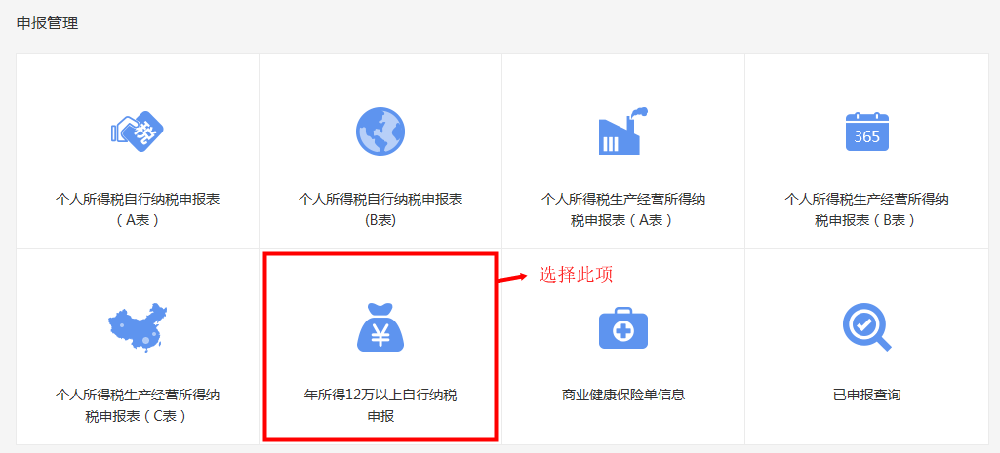 申报管理
税
365
个人所得税自行纳税申报表
（A表）
个人所得税自行纳税申报表
(B表)
个人所得税生产经营所得纳
税申报表（A表）
个人所得税生产经营所得纳
税申报表（B表）
选择此项
¥
个人所得税生产经营所得纳
税申报表（C表）
年所得12万以上自行纳税
申报
商业健康保险单信息
已申报查询